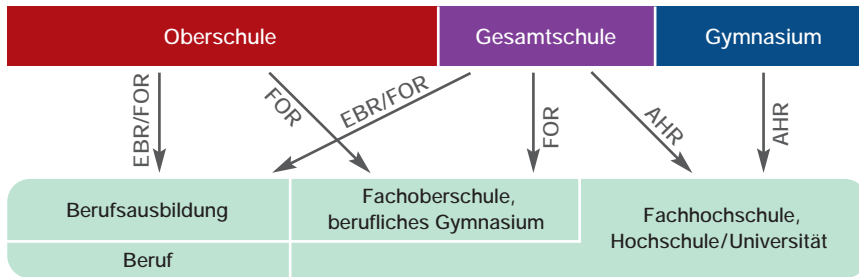 Oberschule
Gesamtschule
Gymnasium
EBR/FOR
FOR
EBR/FOR
FOR
AHR
AHR
Berufsausbildung
Fachoberschule,
berufliches Gymnasium
Fachhochschule,
Hochschule/Universität
Beruf